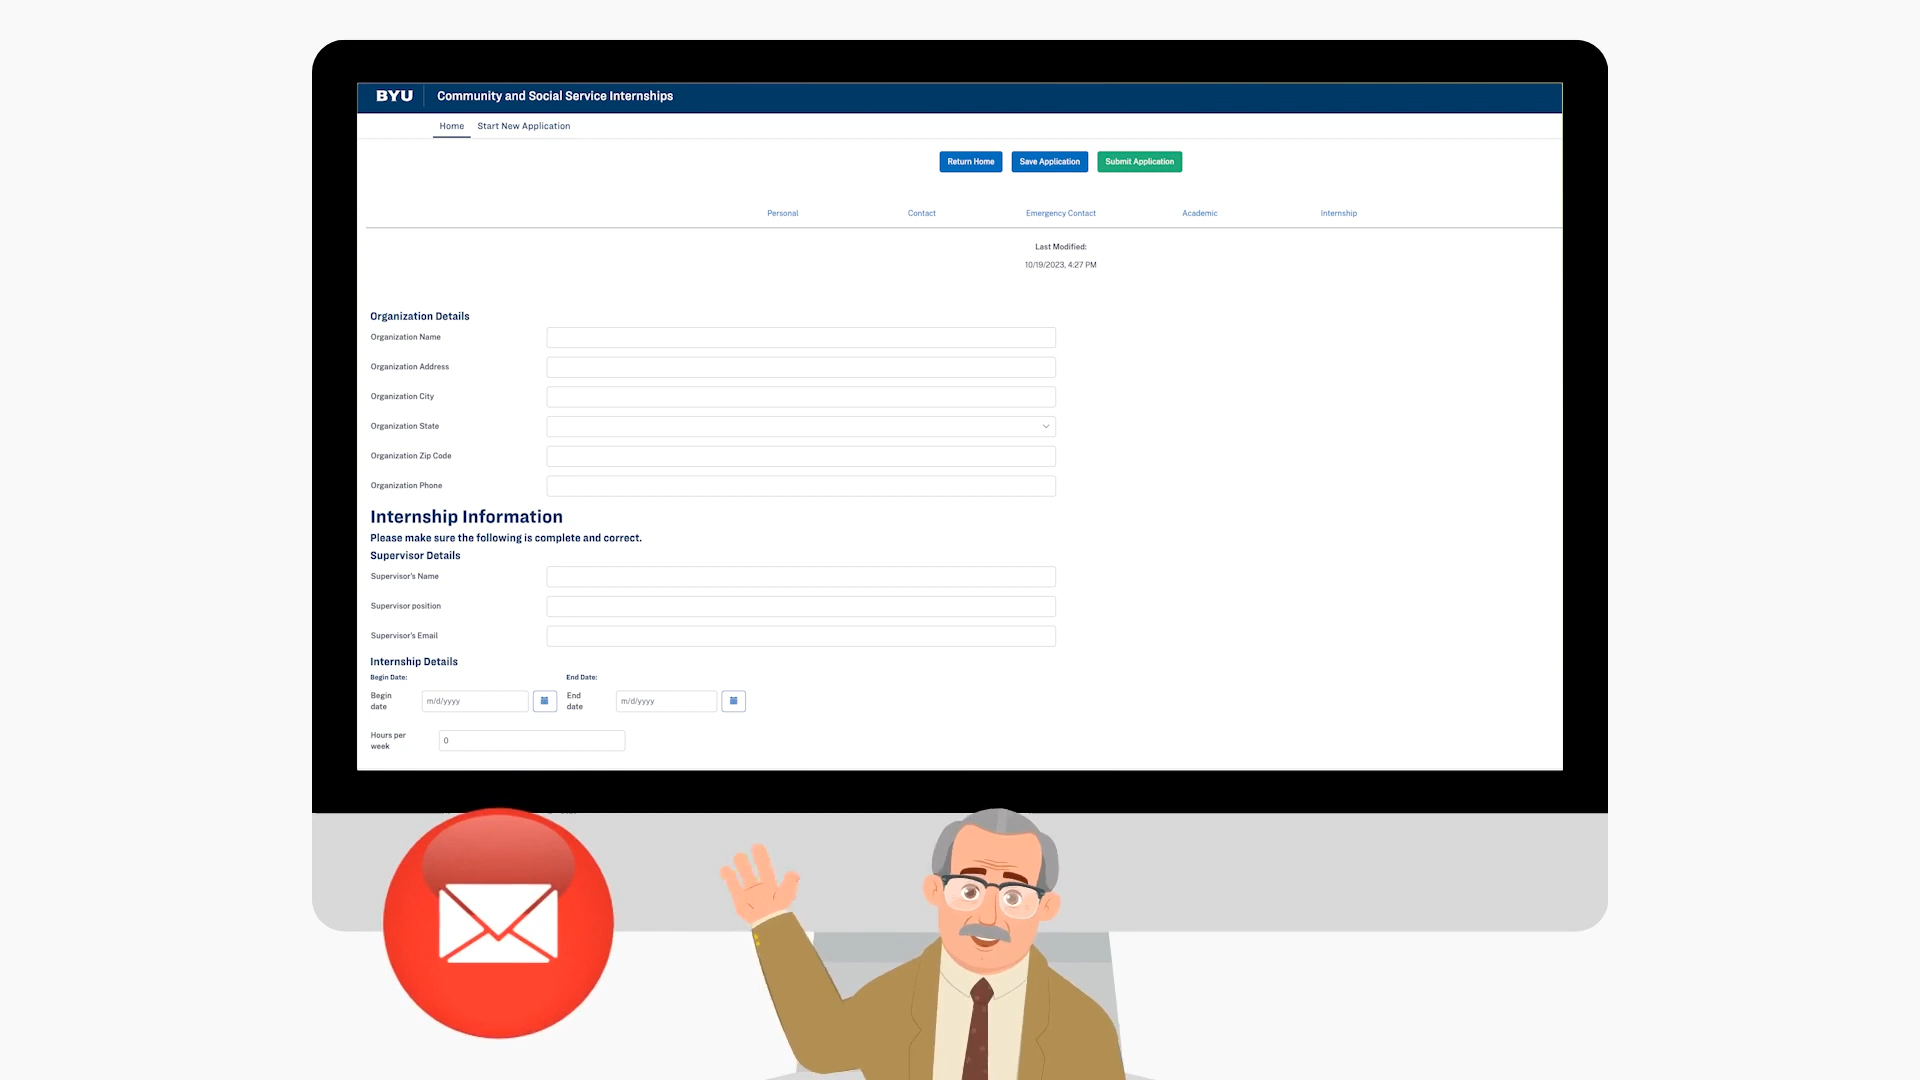 BYU Community and Social Service Internships
Home Start New Application
Return Home Save Application Submit Application
Personal Contact Emergency Contact Academic Internship
Last Modified:
10/19/2023, 4:27 PM
Organization Details
Organization Name
Organization Address
Organization City
Organization State
Organization Zip Code
Organization Phone
Internship Information
Please make sure the following is complete and correct.
Supervisor Details
Supervisor's Name
Supervisor position
Supervisor's Email
Internship Details
Begin Date: End Date:
Begin date m/d/yyyy End date m/d/yyyy
Hours per week 0